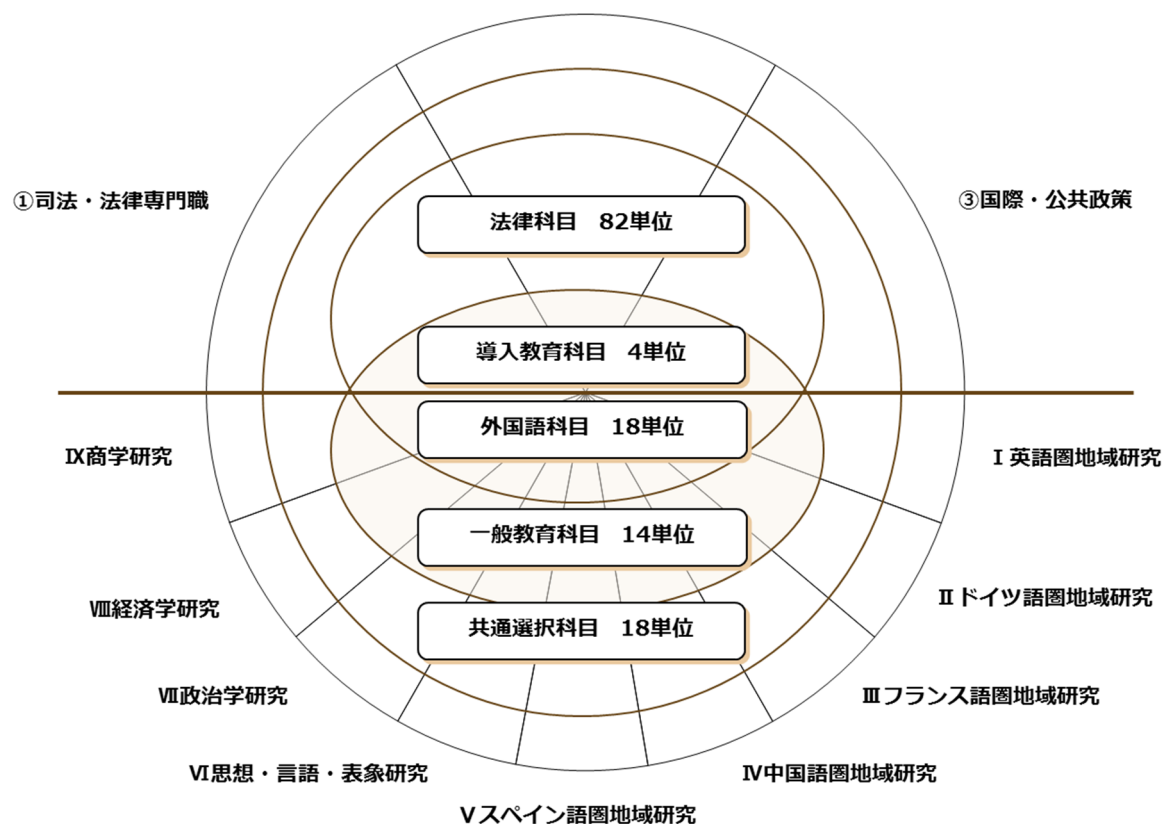 ①司法・法律専門職
③国際・公共政策
法律科目　82単位
導入教育科目　4単位
外国語科目　18単位
Ⅸ商学研究
Ⅰ英語圏地域研究
一般教育科目　14単位
Ⅷ経済学研究
Ⅱドイツ語圏地域研究
共通選択科目　18単位
Ⅶ政治学研究
Ⅲフランス語圏地域研究
Ⅵ思想・言語・表象研究
Ⅳ中国語圏地域研究
Ⅴスペイン語圏地域研究